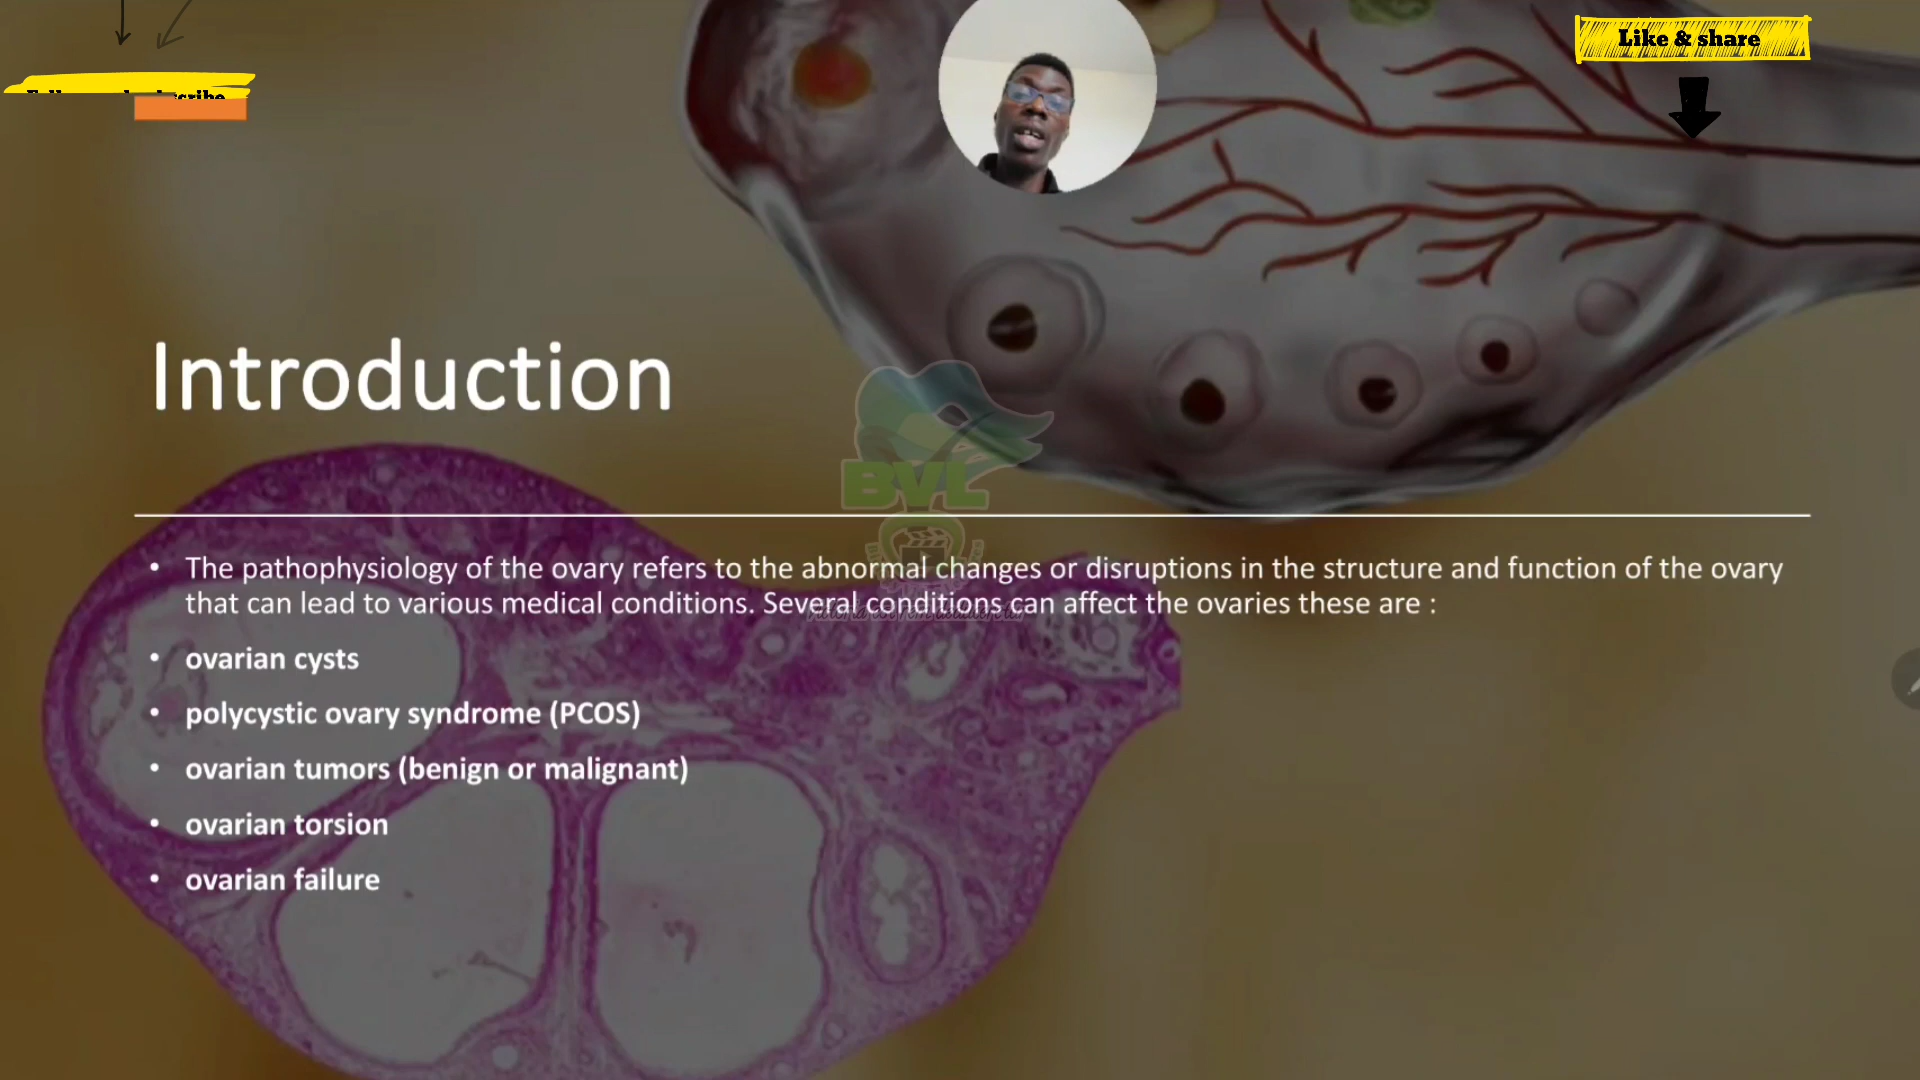 Like & share
Introduction
BVL
• The pathophysiology of the ovary refers to the abnormal changes or disruptions in the structure and function of the ovary
that can lead to various medical conditions. Several conditions can affect the ovaries these are :
• ovarian cysts
• polycystic ovary syndrome (PCOS)
• ovarian tumors (benign or malignant)
• ovarian torsion
• ovarian failure